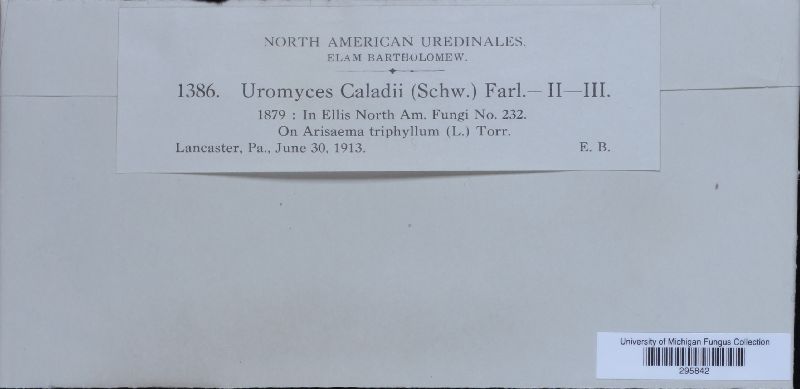 NORTH AMERICAN UREDINALES.
ELAM BARTHOLOMEW.
1386. Uromyces Caladii (Schw.) Farl.— II—III.
1879 : In Ellis North Am. Fungi No. 232.
On Arisaema triphyllum (L.) Torr.
Lancaster, Pa., June 30, 1913. E. B.
University of Michigan Fungus Collection
295842